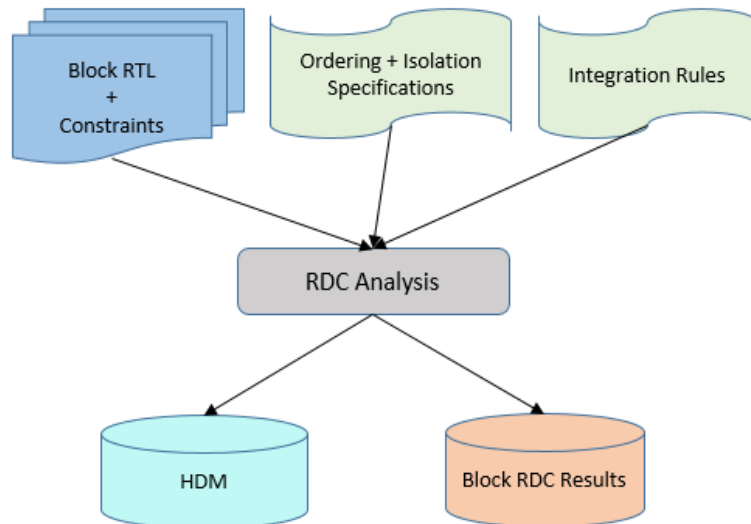 Block RTL
+
Constraints
Ordering + Isolation
Specifications
Integration Rules
RDC Analysis
HDM
Block RDC Results